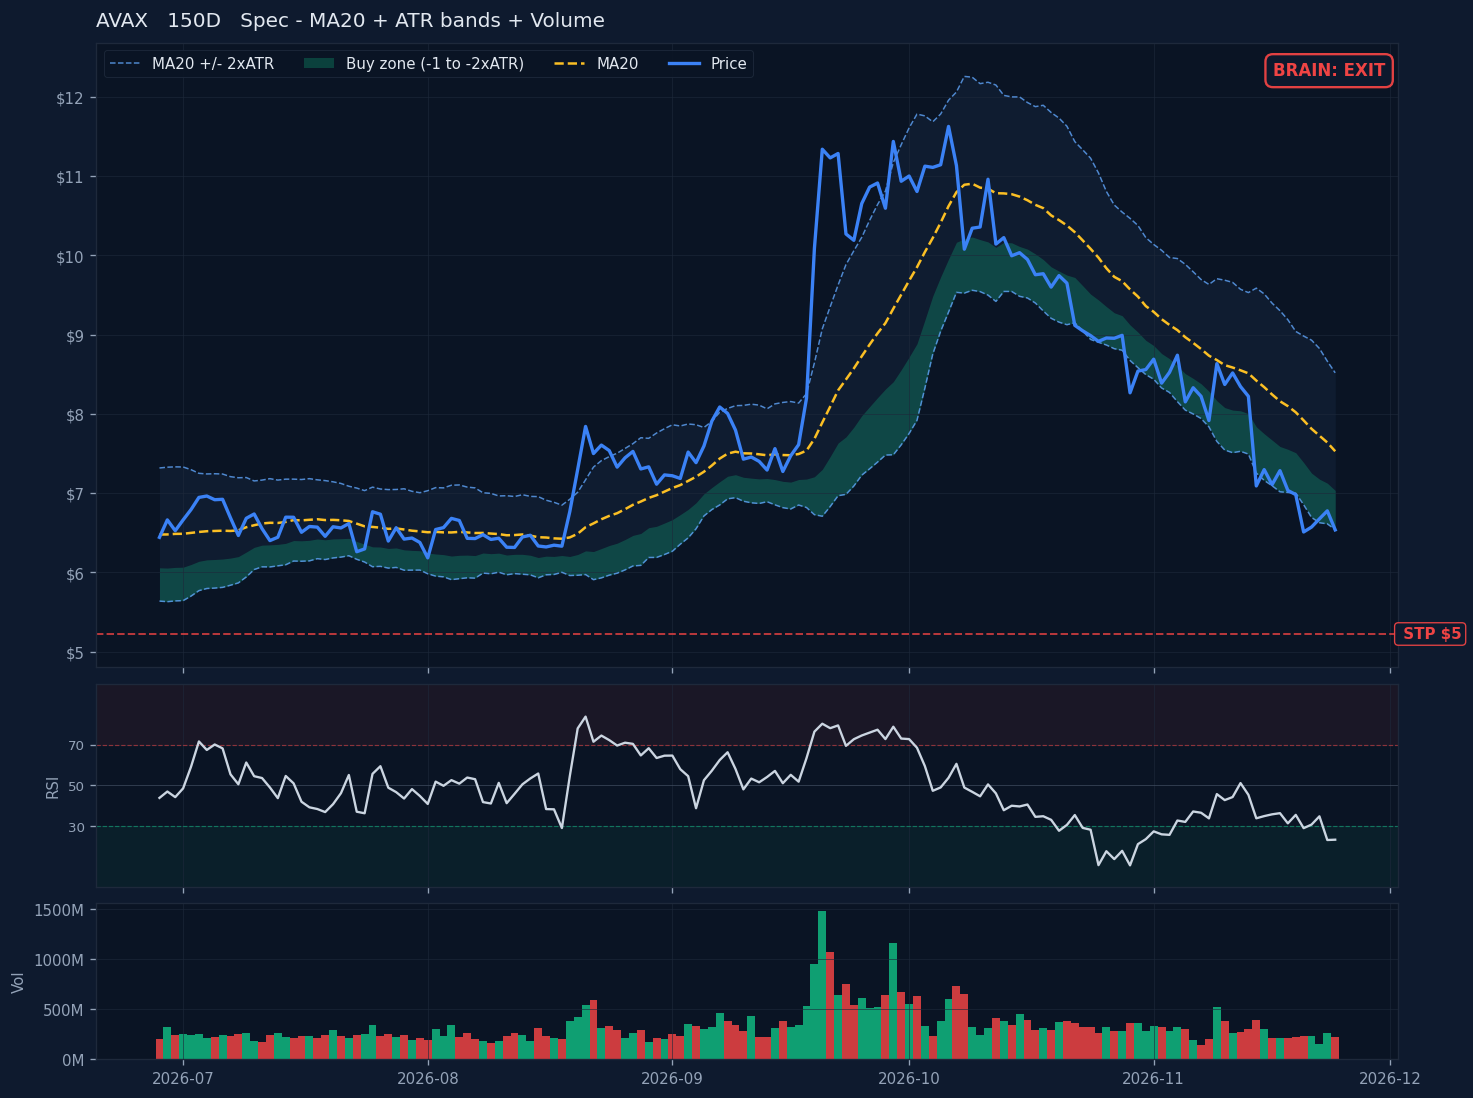 AVAX   150D   Spec - MA20 + ATR bands + Volume
MA20 +/- 2xATR   Buy zone (-1 to -2xATR)   MA20   Price
BRAIN: EXIT
$12
$11
$10
$9
$8
$7
$6
$5
STP $5
RSI
70
50
30
Vol
1500M
1000M
500M
0M
2026-07   2026-08   2026-09   2026-10   2026-11   2026-12